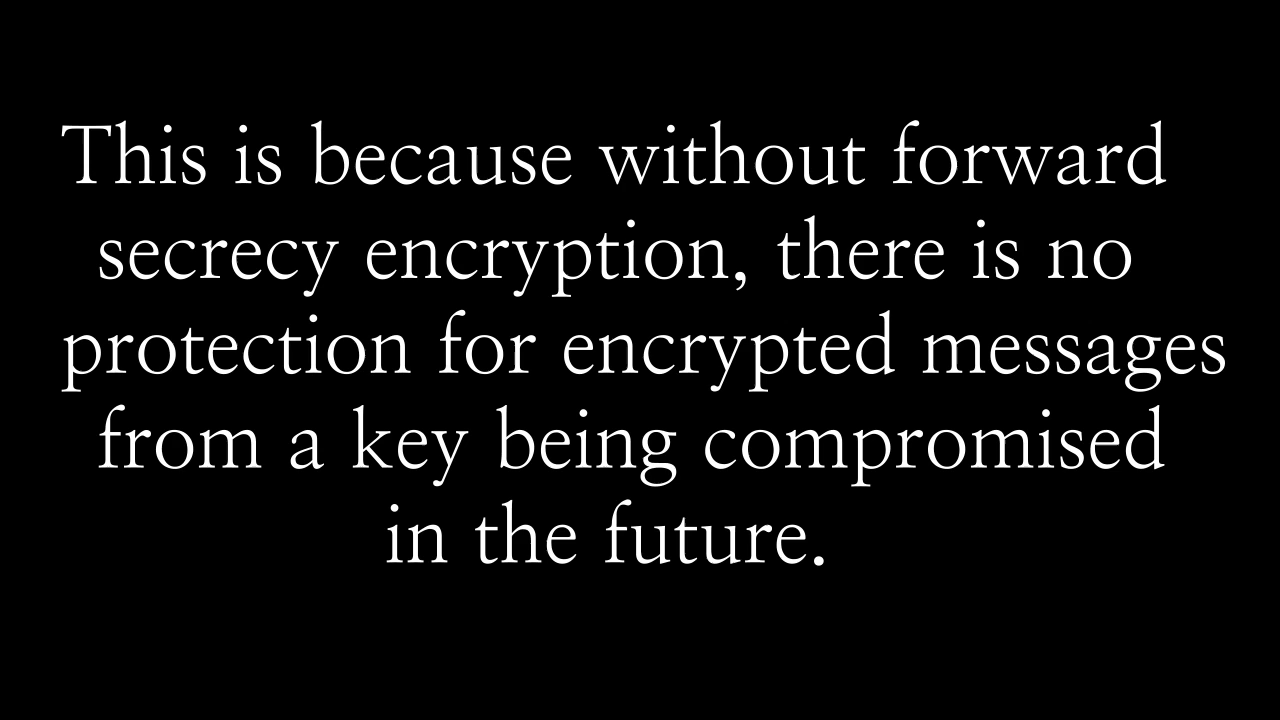 This is because without forward
secrecy encryption, there is no
protection for encrypted messages
from a key being compromised
in the future.